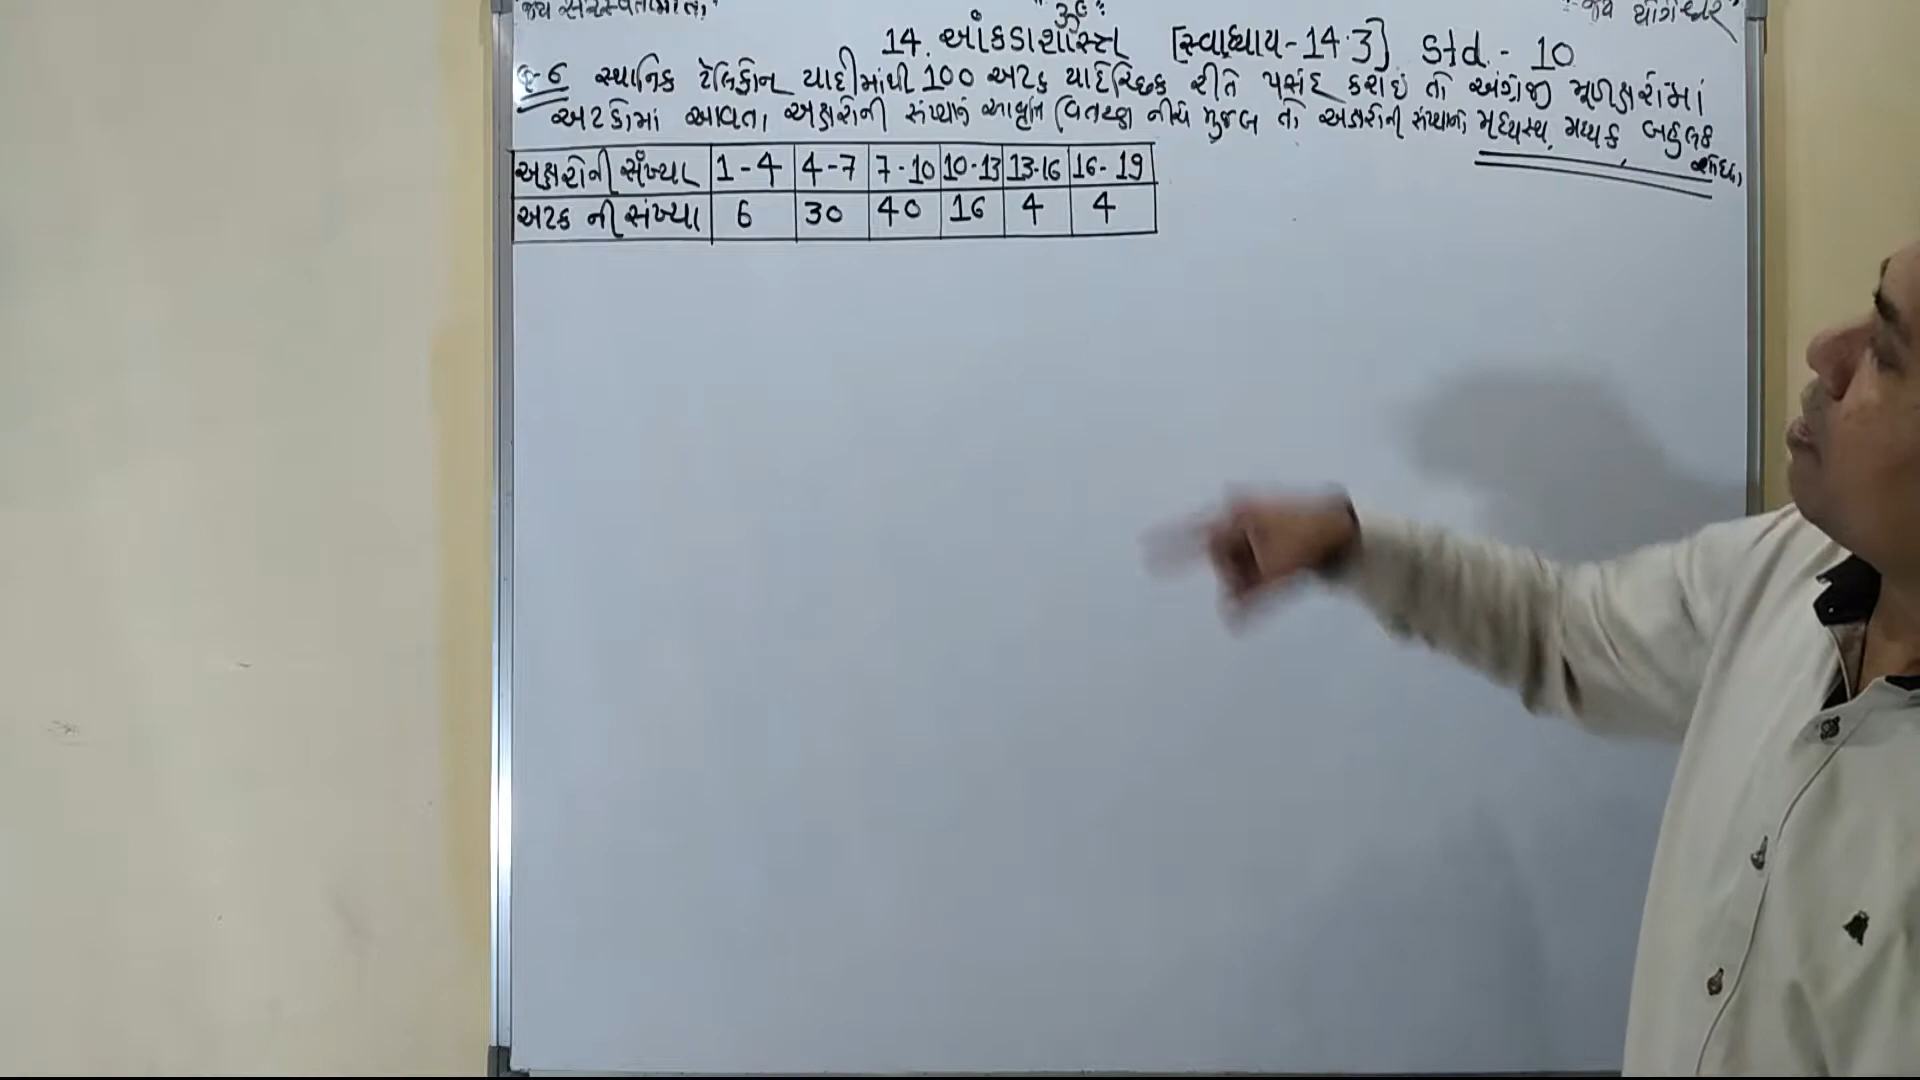 "ૐ"
14. આંકડાશાસ્ત્ર [સ્વાધ્યાય-14.3] Std. - 10
સ્થાનિક ટેલિફોન યાદીમાંથી 100 અટક યાદચ્છિક રીતે પસંદ કરાઇ તો અંગ્રેજી મૂળાક્ષરોમાં
અટકોમાં આવતા અક્ષરોની સંખ્યાનું આવૃત્તિ વિતરણ નીચે મુજબ તો અક્ષરોની સંખ્યાનો મધ્યસ્થ, મધ્યક, બહુલક
શોધો,
અક્ષરોની સંખ્યા 1-4 4-7 7-10 10-13 13-16 16-19
અટક ની સંખ્યા 6 30 40 16 4 4